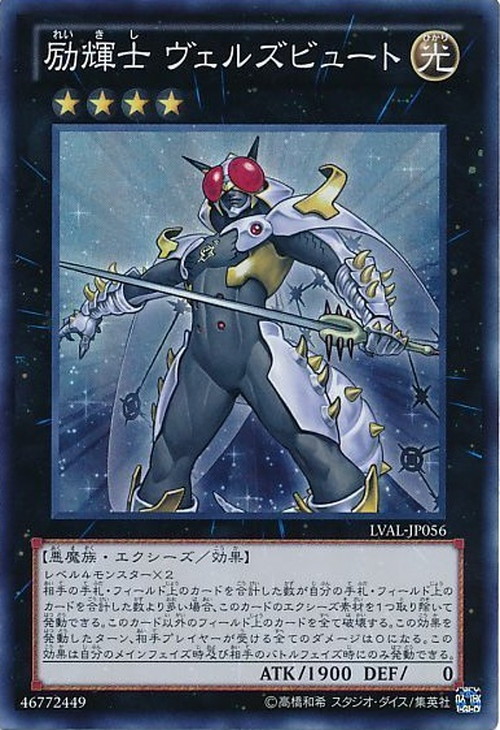 れいきし
励輝士 ヴェルズビュート
ひかり
光
LVAL-JP056
【悪魔族・エクシーズ/効果】
レベル4モンスター×2
相手の手札・フィールド上のカードを合計した数が自分の手札・フィールド上の
カードを合計した数より多い場合、このカードのエクシーズ素材を1つ取り除いて
発動できる。このカード以外のフィールド上のカードを全て破壊する。この効果を
発動したターン、相手プレイヤーが受ける全てのダメージは0になる。この
効果は自分のメインフェイズ時及び相手のバトルフェイズ時にのみ発動できる。
ATK/1900 DEF/ 0
46772449
©高橋和希 スタジオ・ダイス/集英社